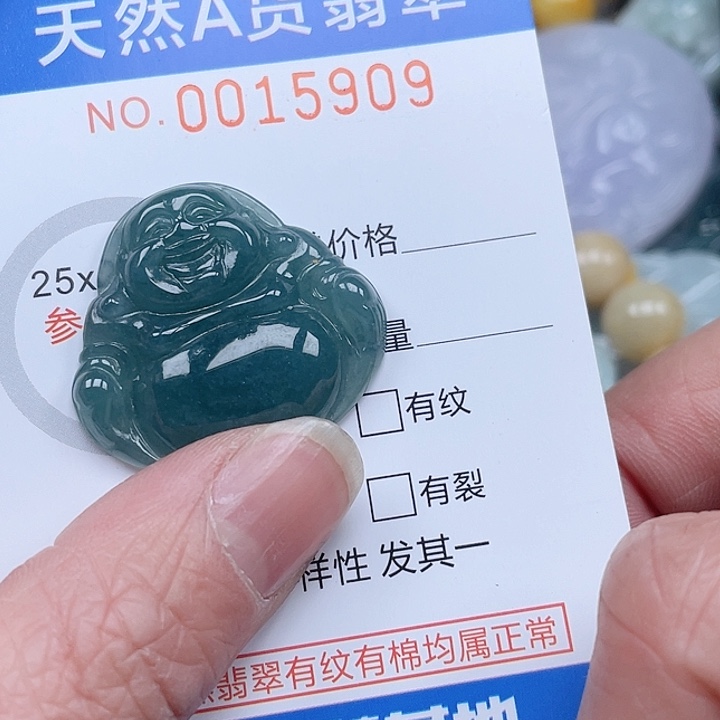 天然A货翡翠
NO. 0015909
价格
25x
参
量
有纹
有裂
样性 发其一
翡翠有纹有棉均属正常